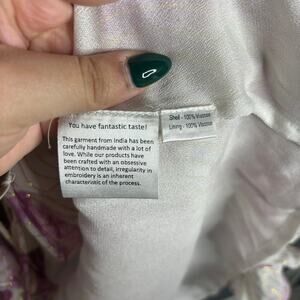 You have fantastic taste!
This garment from India has been
carefully handmade with a lot of
love. While our products have
been crafted with an obsessive
attention to detail, irregularity in
embroidery is an inherent
characteristic of the process.
Shell - 100% Viscose
Lining - 100% Viscose